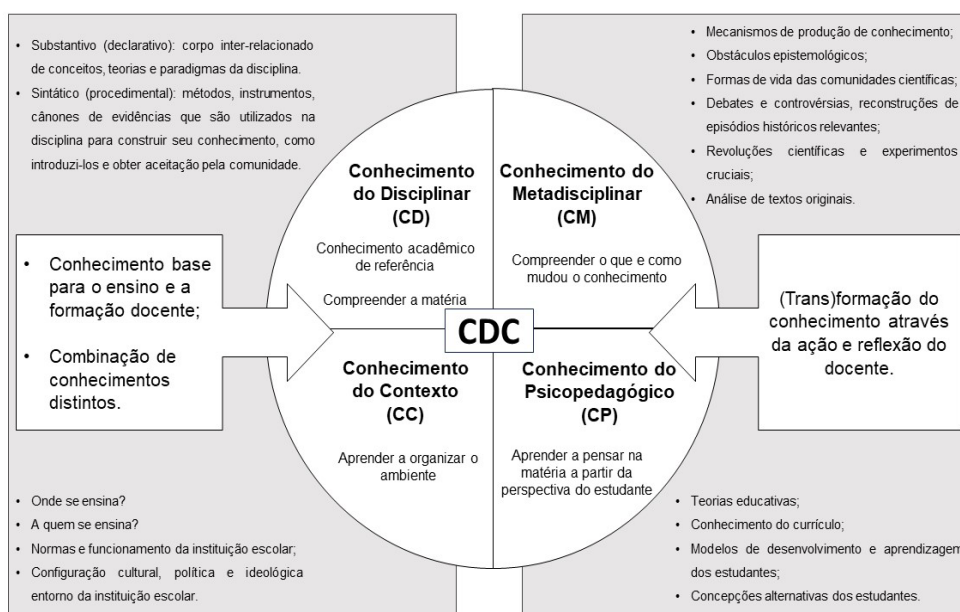 • Substantivo (declarativo): corpo inter-relacionado
de conceitos, teorias e paradigmas da disciplina.
• Sintático (procedimental): métodos, instrumentos,
cânones de evidências que são utilizados na
disciplina para construir seu conhecimento, como
introduzi-los e obter aceitação pela comunidade.
• Mecanismos de produção de conhecimento;
• Obstáculos epistemológicos;
• Formas de vida das comunidades científicas;
• Debates e controvérsias, reconstruções de
episódios históricos relevantes;
• Revoluções científicas e experimentos
cruciais;
• Análise de textos originais.
Conhecimento
do Disciplinar
(CD)
Conhecimento acadêmico
de referência
Compreender a matéria
Conhecimento do
Metadisciplinar
(CM)
Compreender o que e como
mudou o conhecimento
• Conhecimento base
para o ensino e a
formação docente;
• Combinação de
conhecimentos
distintos.
CDC
(Trans)formação do
conhecimento através
da ação e reflexão do
docente.
Conhecimento
do Contexto
(CC)
Aprender a organizar o
ambiente
Conhecimento do
Psicopedagógico
(CP)
Aprender a pensar na
matéria a partir da
perspectiva do estudante
• Onde se ensina?
• A quem se ensina?
• Normas e funcionamento da instituição escolar;
• Configuração cultural, política e ideológica
entorno da instituição escolar.
• Teorias educativas;
• Conhecimento do currículo;
• Modelos de desenvolvimento e aprendizagem
dos estudantes;
• Concepções alternativas dos estudantes.